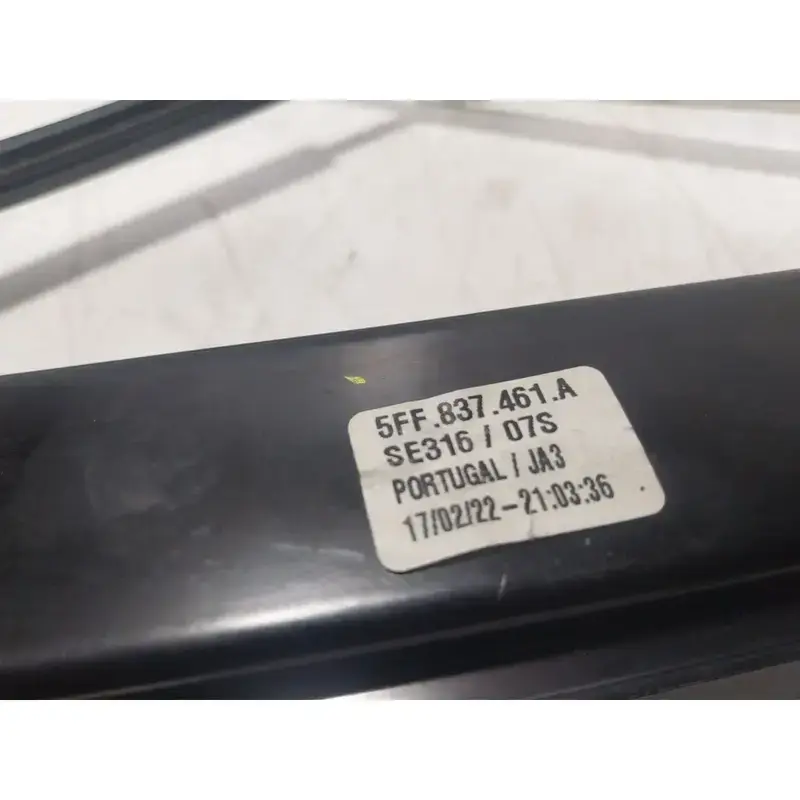 5FF.837.461.A
SE316 / 07S
PORTUGAL / JA3
17/02/22-21:03:36